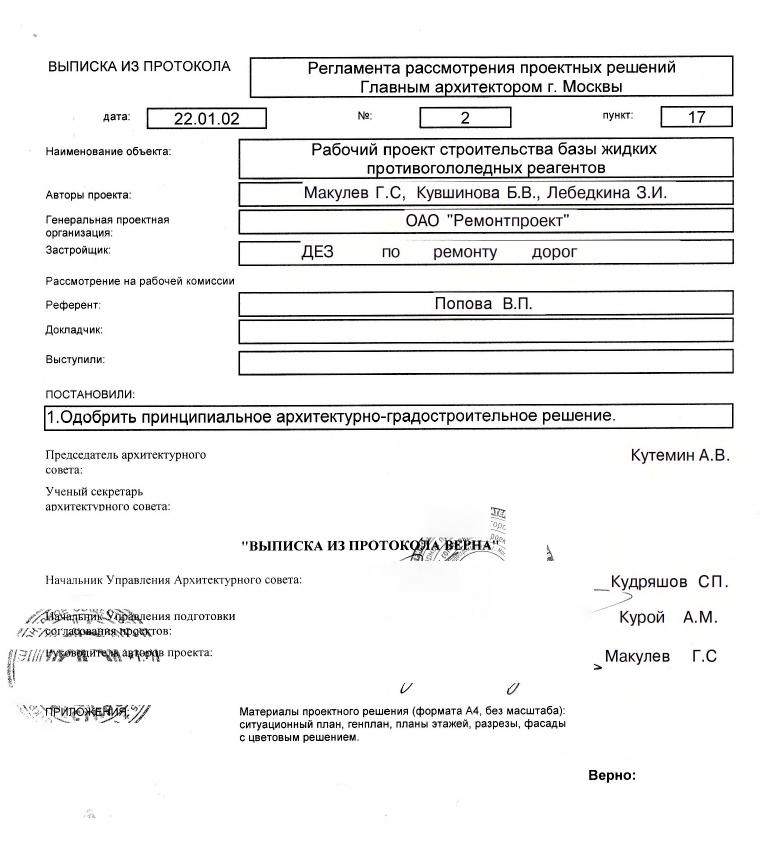 ВЫПИСКА ИЗ ПРОТОКОЛА
Регламента рассмотрения проектных решений
Главным архитектором г. Москвы
дата: 22.01.02 №: 2 пункт: 17
Наименование объекта:
Рабочий проект строительства базы жидких
противогололедных реагентов
Авторы проекта: Макулев Г.С, Кувшинова Б.В., Лебедкина З.И.
Генеральная проектная
организация:
ОАО "Ремонтпроект"
Застройщик: ДЕЗ по ремонту дорог
Рассмотрение на рабочей комиссии
Референт: Попова В.П.
Докладчик:
Выступили:
ПОСТАНОВИЛИ:
1.Одобрить принципиальное архитектурно-градостроительное решение.
Председатель архитектурного
совета:
Кутемин А.В.
Ученый секретарь
архитектурного совета:
"ВЫПИСКА ИЗ ПРОТОКОЛА ВЕРНА"
Начальник Управления Архитектурного совета: Кудряшов СП.
Начальник Управления подготовки
согласования проектов:
Курой А.М.
Руководитель авторов проекта: Макулев Г.С
ПРИЛОЖЕНИЯ:
Материалы проектного решения (формата А4, без масштаба):
ситуационный план, генплан, планы этажей, разрезы, фасады
с цветовым решением.
Верно: